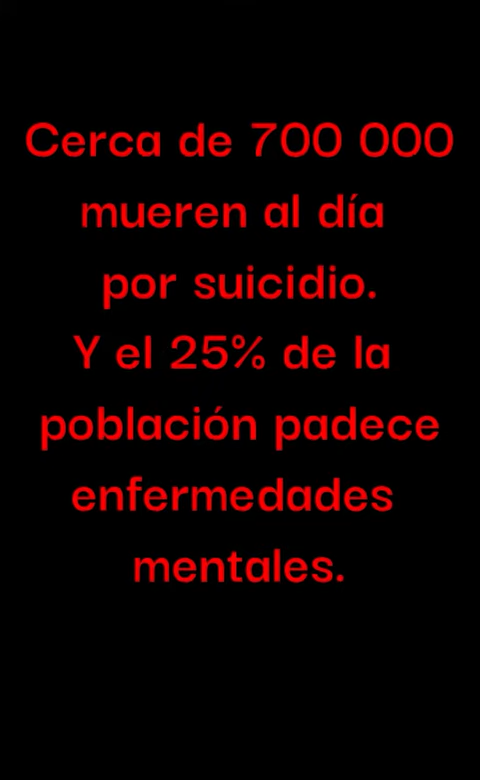 Cerca de 700 000
mueren al día
por suicidio.
Y el 25% de la
población padece
enfermedades
mentales.